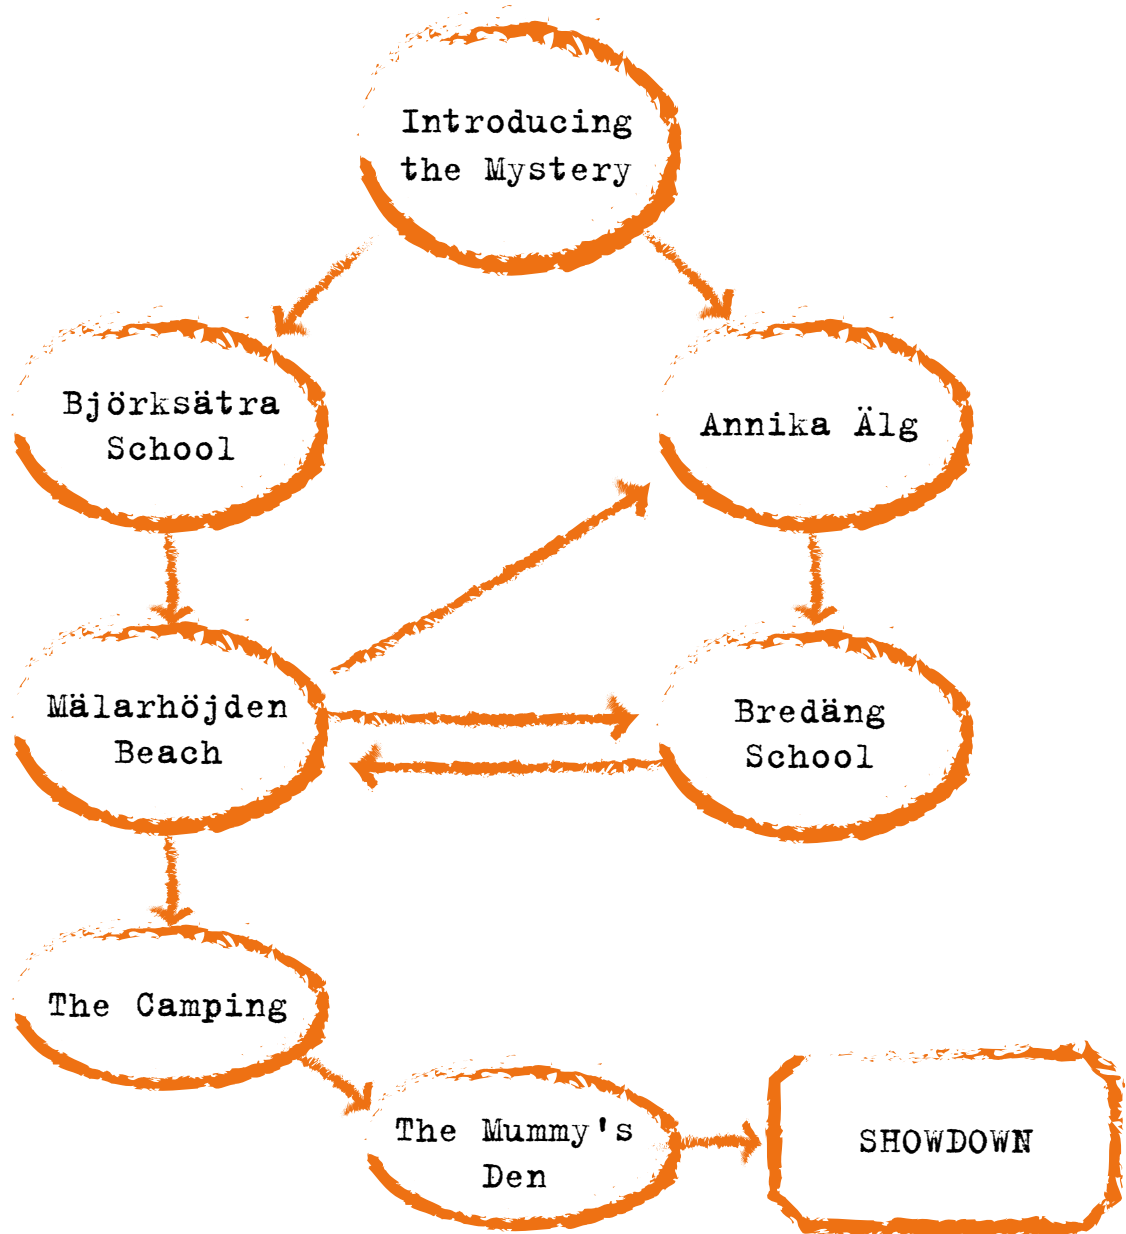 Introducing
the Mystery
Björksätra
School
Annika Älg
Mälarhöjden
Beach
Bredäng
School
The Camping
The Mummy's
Den
SHOWDOWN